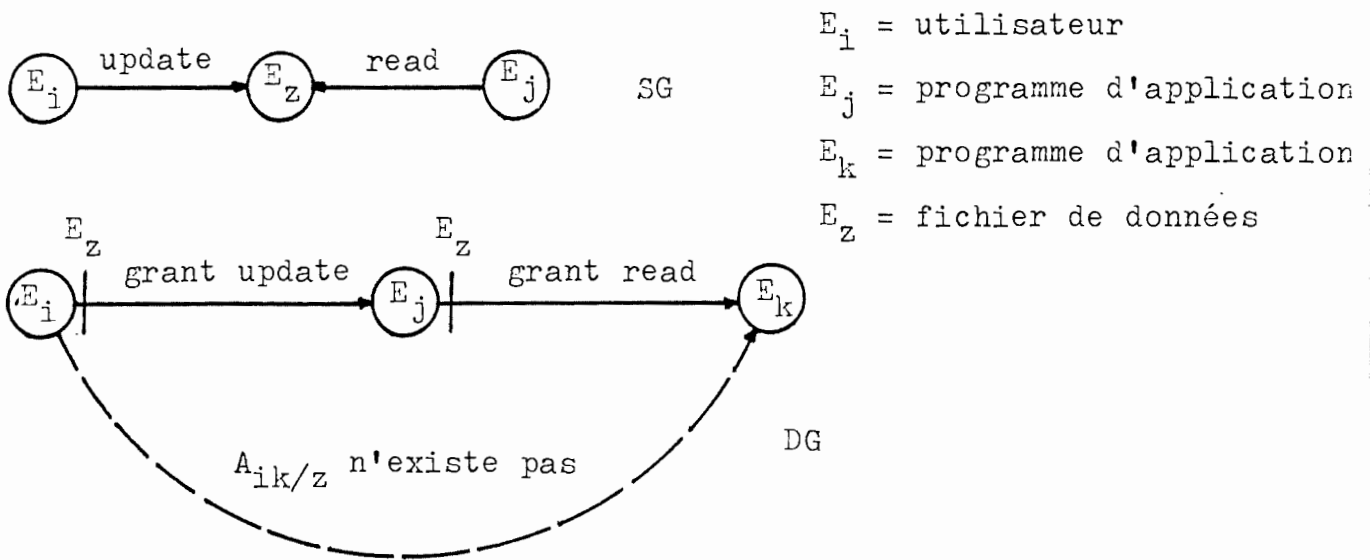 E_i = utilisateur
update read
E_i E_z E_j SG
E_j = programme d'application
E_k = programme d'application
E_z = fichier de données
E_z E_z
grant update grant read
E_i E_j E_k
DG
A_ik/z n'existe pas